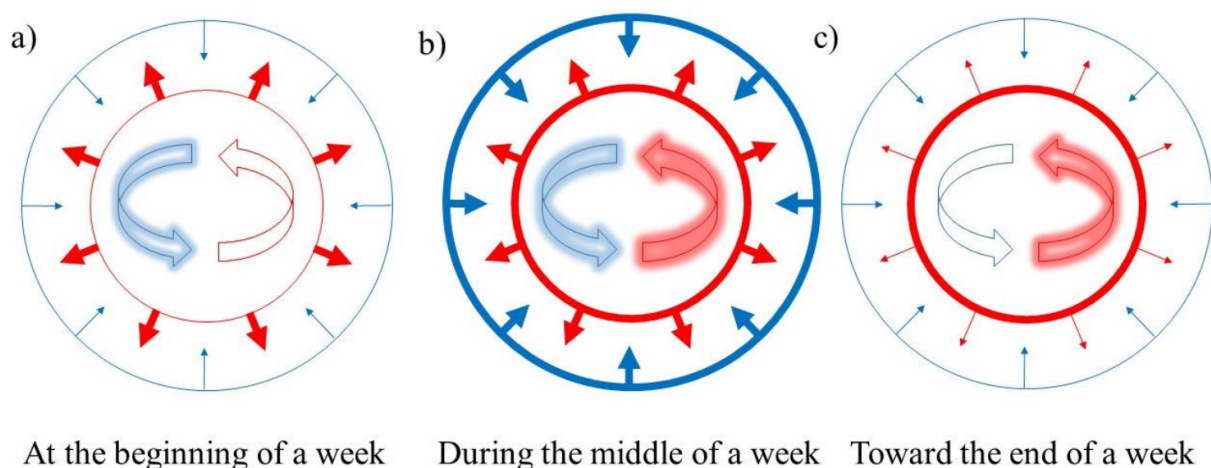 a)
b)
c)
At the beginning of a week
During the middle of a week
Toward the end of a week